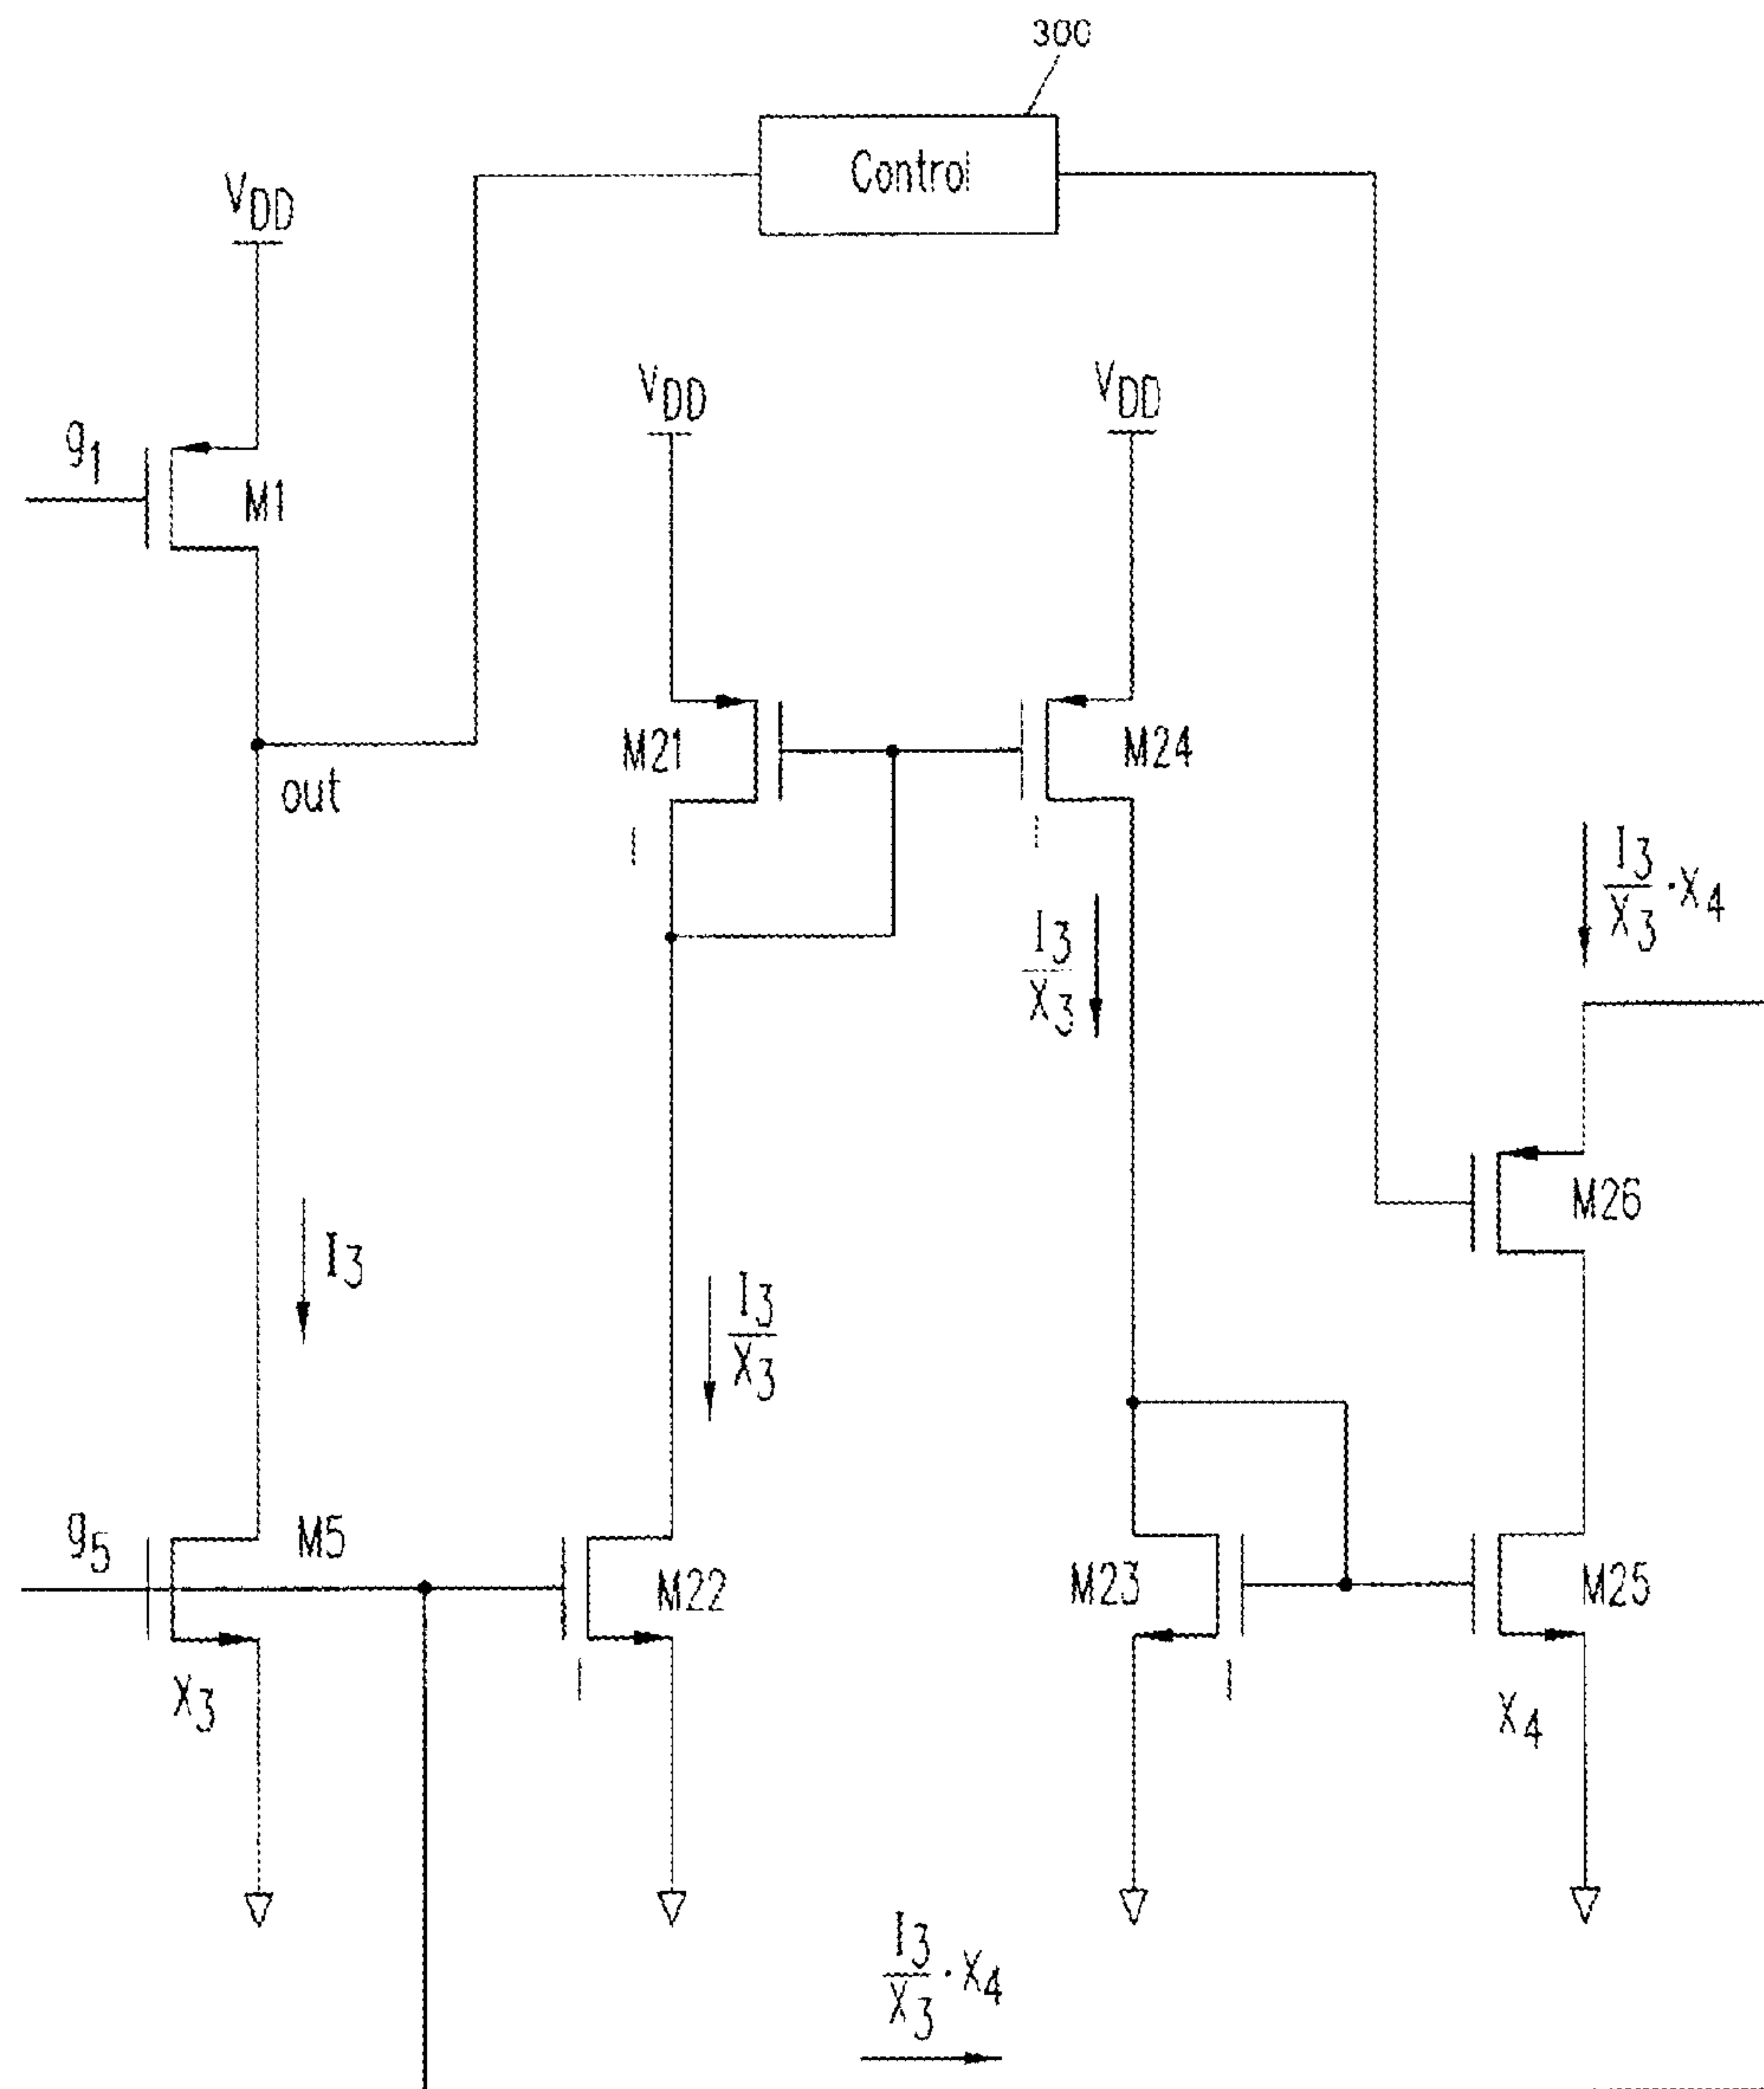 300
Control
VDD
VDD
VDD
g1
M1
M21
M24
out
1
1
I3/X3 · X4
I3/X3
M26
I3
I3/X3
g5
M5
M22
M23
M25
X3
1
1
X4
I3/X3 · X4